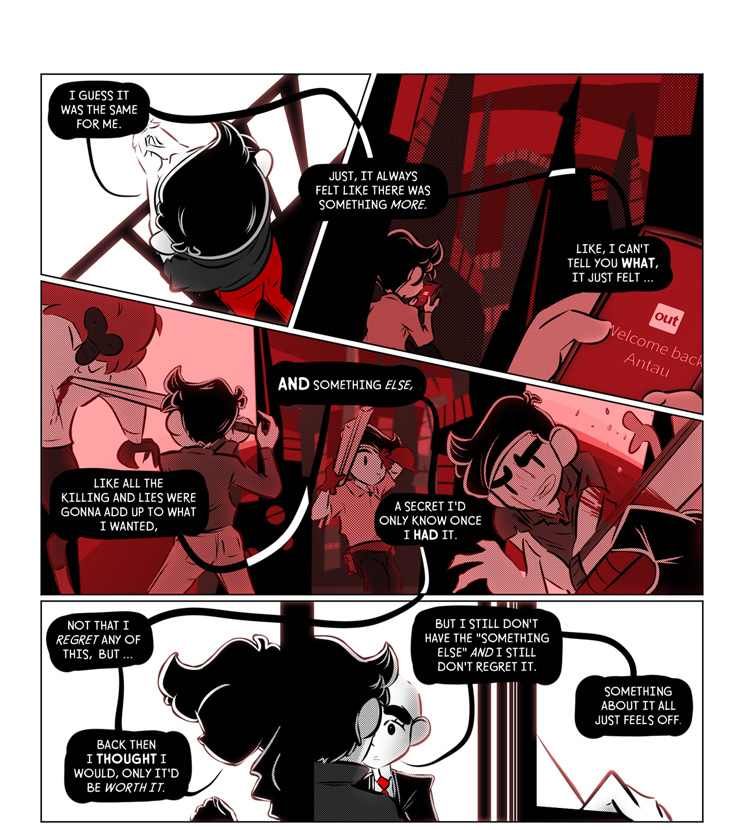 I GUESS IT
WAS THE SAME
FOR ME.
JUST, IT ALWAYS
FELT LIKE THERE WAS
SOMETHING MORE.
LIKE, I CAN'T
TELL YOU WHAT,
IT JUST FELT ...
out
Welcome back
Antau
AND SOMETHING ELSE,
LIKE ALL THE
KILLING AND LIES WERE
GONNA ADD UP TO WHAT
I WANTED,
A SECRET I'D
ONLY KNOW ONCE
I HAD IT.
NOT THAT I
REGRET ANY OF
THIS, BUT ...
BACK THEN
I THOUGHT I
WOULD, ONLY IT'D
BE WORTH IT.
BUT I STILL DON'T
HAVE THE "SOMETHING
ELSE" AND I STILL
DON'T REGRET IT.
SOMETHING
ABOUT IT ALL
JUST FEELS OFF.